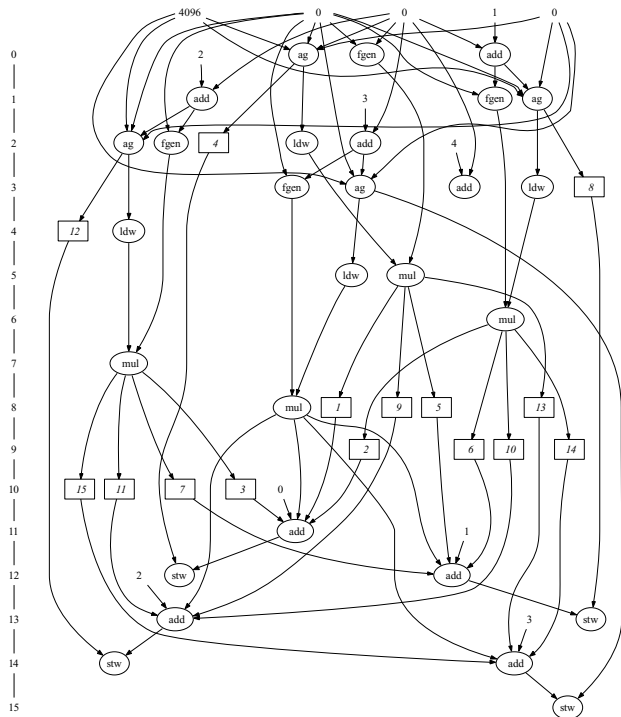 4096 0 0 1 0
0 ag fgen add
2
1 add 3 fgen ag
2 ag fgen 4 ldw add 4
3 fgen ag add ldw 8
4 12 ldw
5 ldw mul
6 mul
7 mul
8 mul 1 9 5 13
9 2 6 10 14
10 15 11 7 3 0
11 add 1
12 stw 2 add
13 add stw 3
14 stw add
15 stw